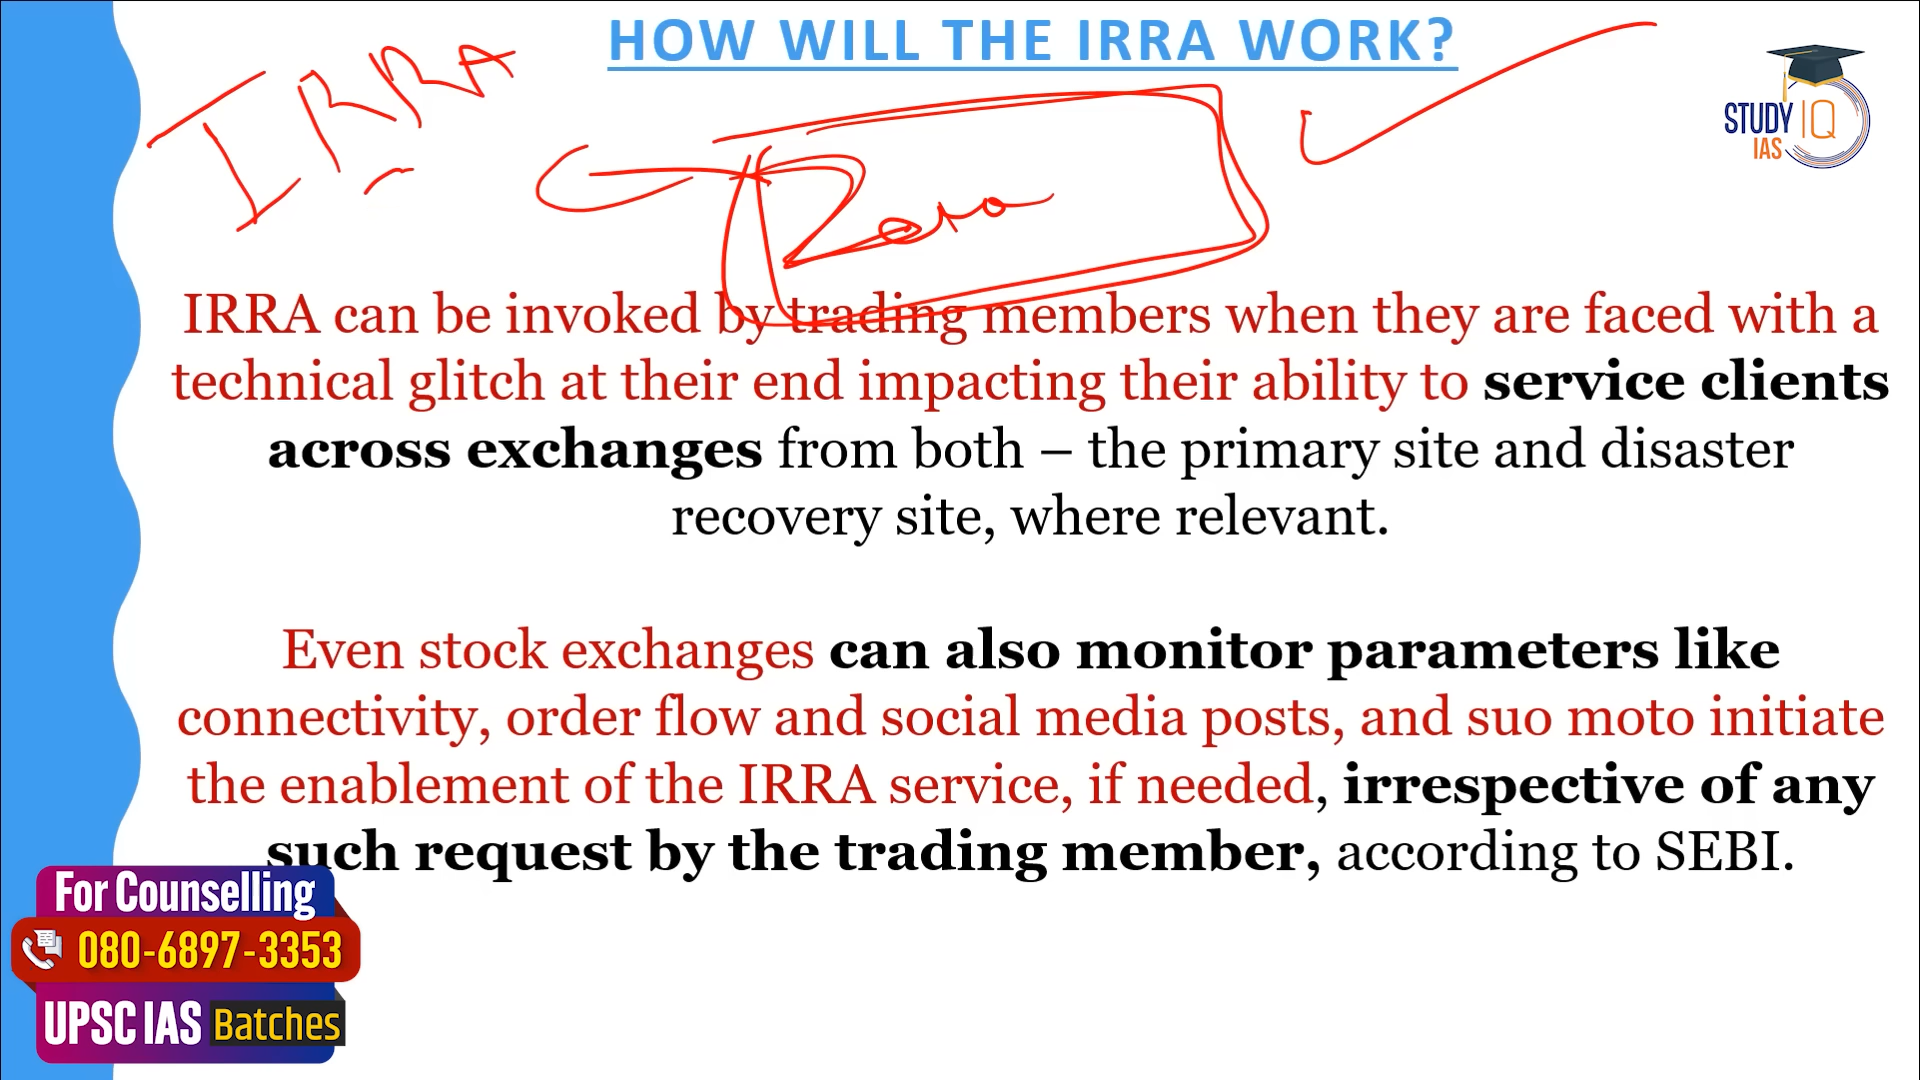 HOW WILL THE IRRA WORK?
IRRA
STUDY IQ
IAS
IRRA can be invoked by trading members when they are faced with a
technical glitch at their end impacting their ability to service clients
across exchanges from both – the primary site and disaster
recovery site, where relevant.
Even stock exchanges can also monitor parameters like
connectivity, order flow and social media posts, and suo moto initiate
the enablement of the IRRA service, if needed, irrespective of any
such request by the trading member, according to SEBI.
For Counselling
080-6897-3353
UPSC IAS Batches